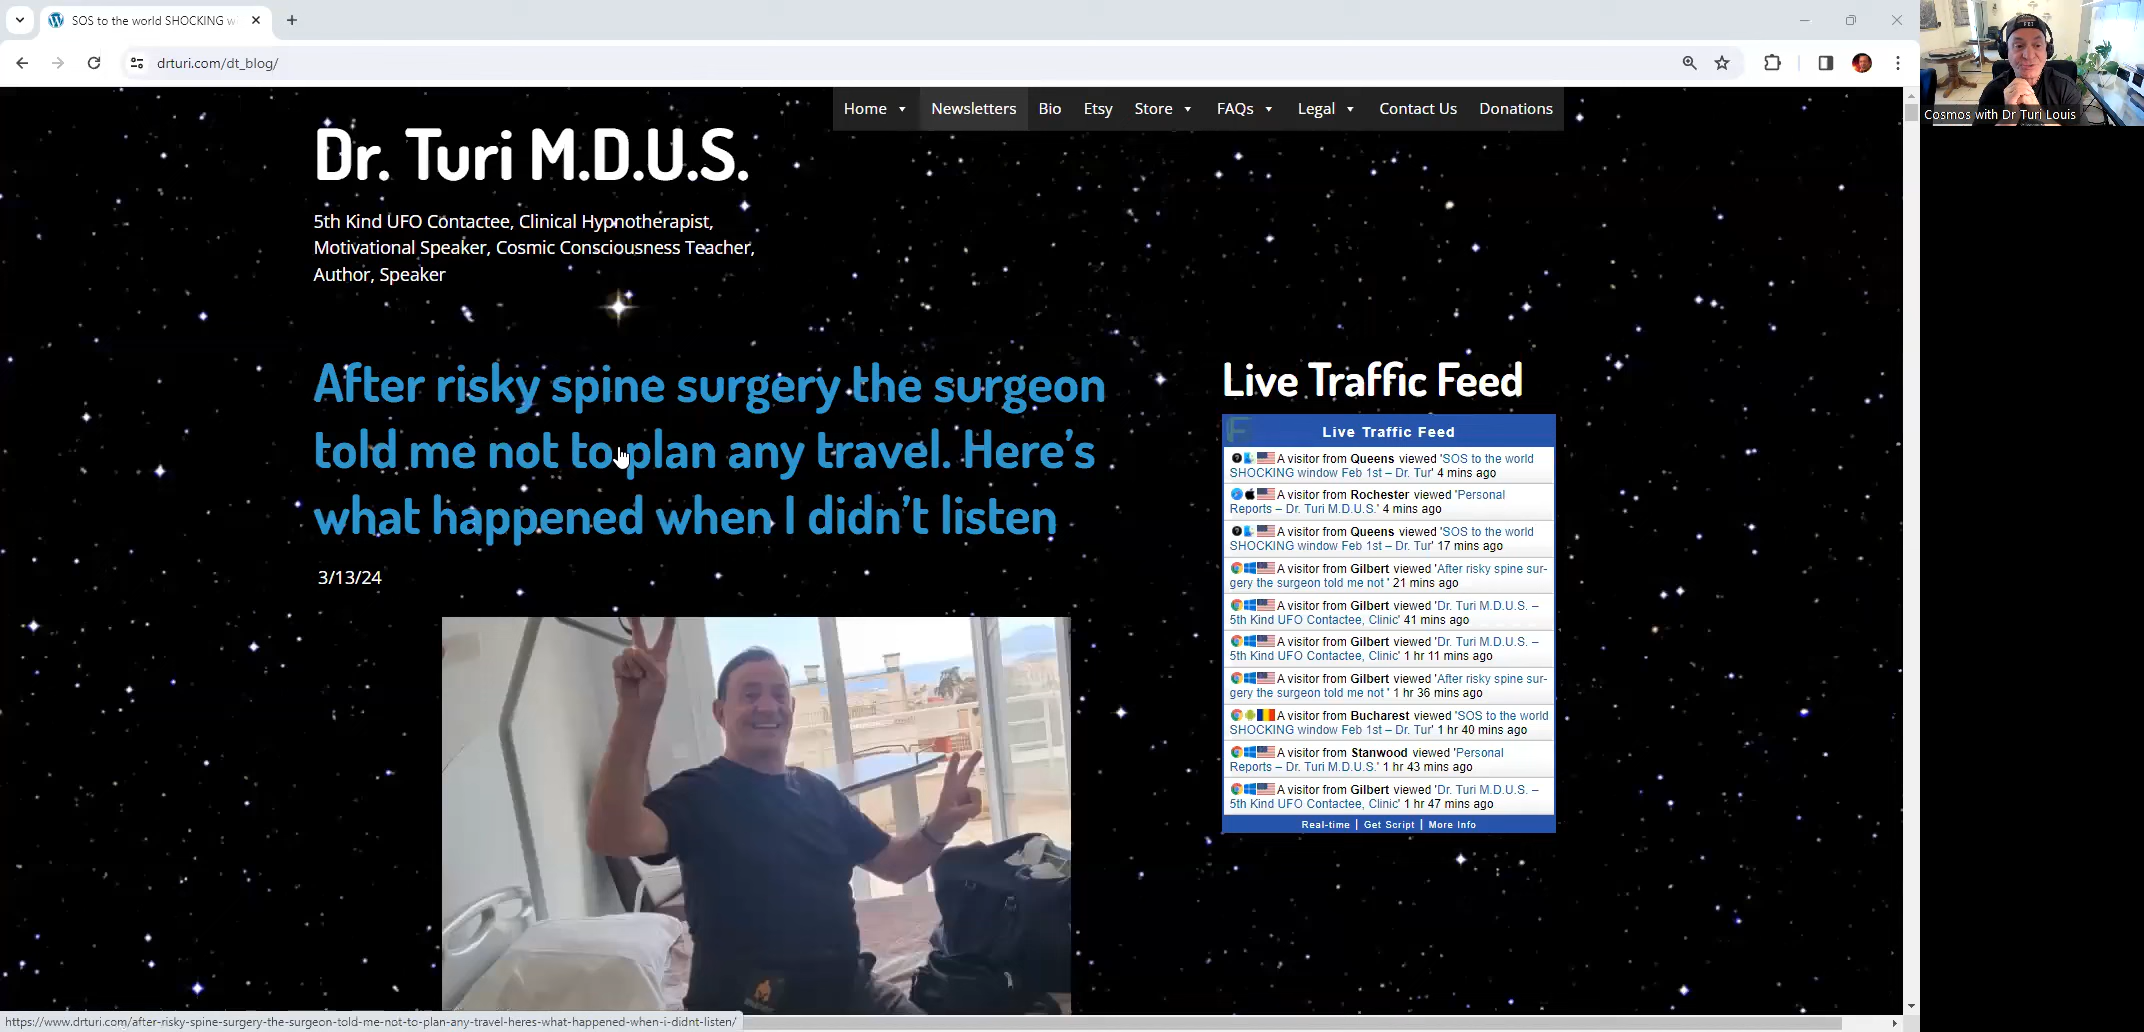 SOS to the world SHOCKING w
drturi.com/dt_blog/
Cosmos with Dr Turi Louis
Home Newsletters Bio Etsy Store FAQs Legal Contact Us Donations
Dr. Turi M.D.U.S.
5th Kind UFO Contactee, Clinical Hypnotherapist,
Motivational Speaker, Cosmic Consciousness Teacher,
Author, Speaker
After risky spine surgery the surgeon
told me not to plan any travel. Here’s
what happened when I didn’t listen
3/13/24
Live Traffic Feed
Live Traffic Feed
A visitor from Queens viewed 'SOS to the world
SHOCKING window Feb 1st – Dr. Tur' 4 mins ago
A visitor from Rochester viewed 'Personal
Reports – Dr. Turi M.D.U.S.' 4 mins ago
A visitor from Queens viewed 'SOS to the world
SHOCKING window Feb 1st – Dr. Tur' 17 mins ago
A visitor from Gilbert viewed 'After risky spine sur-
gery the surgeon told me not ' 21 mins ago
A visitor from Gilbert viewed 'Dr. Turi M.D.U.S. –
5th Kind UFO Contactee, Clinic' 41 mins ago
A visitor from Gilbert viewed 'Dr. Turi M.D.U.S. –
5th Kind UFO Contactee, Clinic' 1 hr 11 mins ago
A visitor from Gilbert viewed 'After risky spine sur-
gery the surgeon told me not ' 1 hr 36 mins ago
A visitor from Bucharest viewed 'SOS to the world
SHOCKING window Feb 1st – Dr. Tur' 1 hr 40 mins ago
A visitor from Stanwood viewed 'Personal
Reports – Dr. Turi M.D.U.S.' 1 hr 43 mins ago
A visitor from Gilbert viewed 'Dr. Turi M.D.U.S. –
5th Kind UFO Contactee, Clinic' 1 hr 47 mins ago
Real-time | Get Script | More Info
https://www.drturi.com/after-risky-spine-surgery-the-surgeon-told-me-not-to-plan-any-travel-heres-what-happened-when-i-didnt-listen/